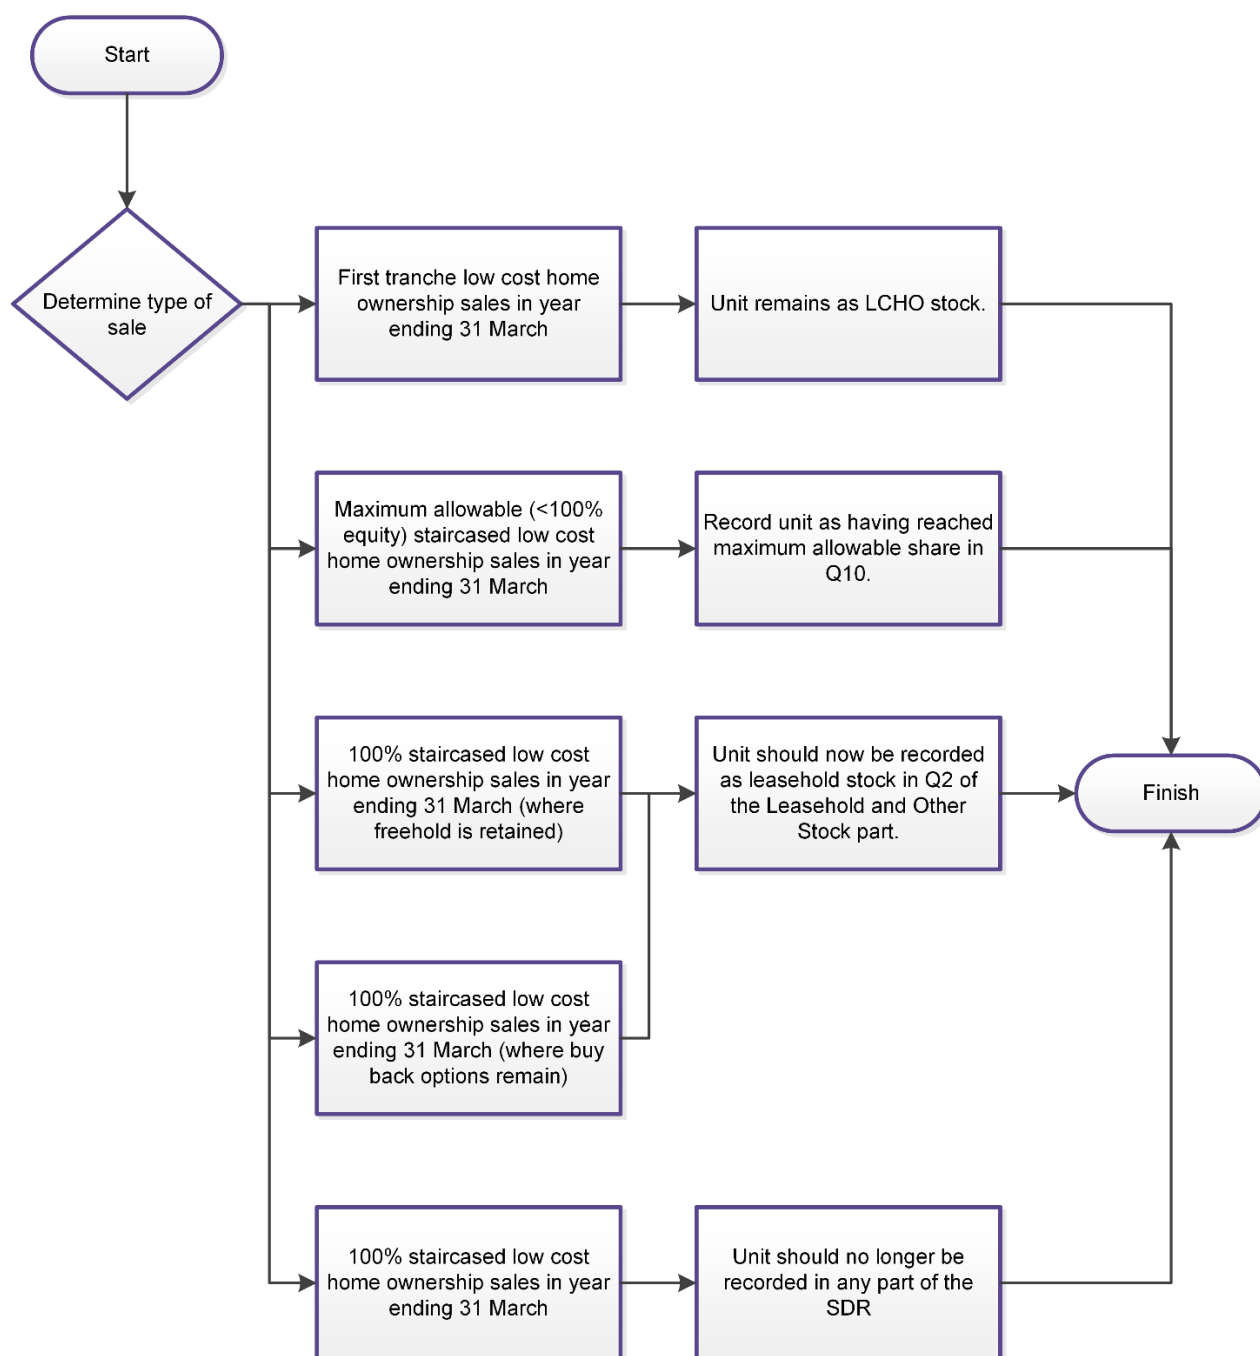 Start
Determine type of
sale
First tranche low cost home
ownership sales in year
ending 31 March
Unit remains as LCHO stock.
Maximum allowable (<100%
equity) staircased low cost
home ownership sales in year
ending 31 March
Record unit as having reached
maximum allowable share in
Q10.
100% staircased low cost
home ownership sales in year
ending 31 March (where
freehold is retained)
Unit should now be recorded
as leasehold stock in Q2 of
the Leasehold and Other
Stock part.
Finish
100% staircased low cost
home ownership sales in year
ending 31 March (where buy
back options remain)
100% staircased low cost
home ownership sales in year
ending 31 March
Unit should no longer be
recorded in any part of the
SDR